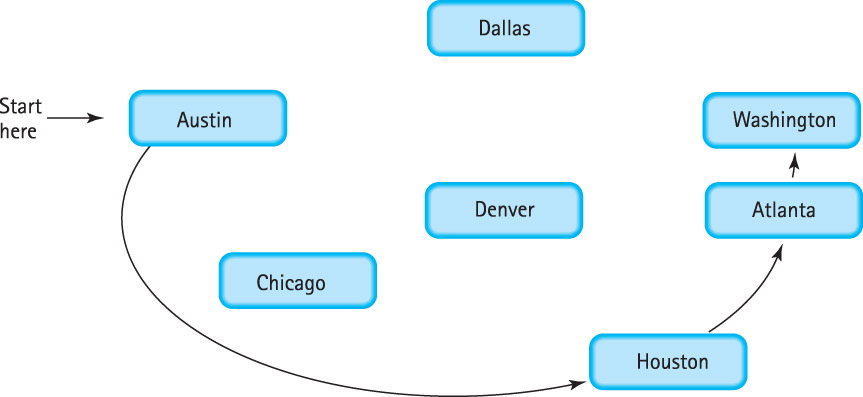 Dallas
Start
here
Austin
Washington
Denver
Atlanta
Chicago
Houston